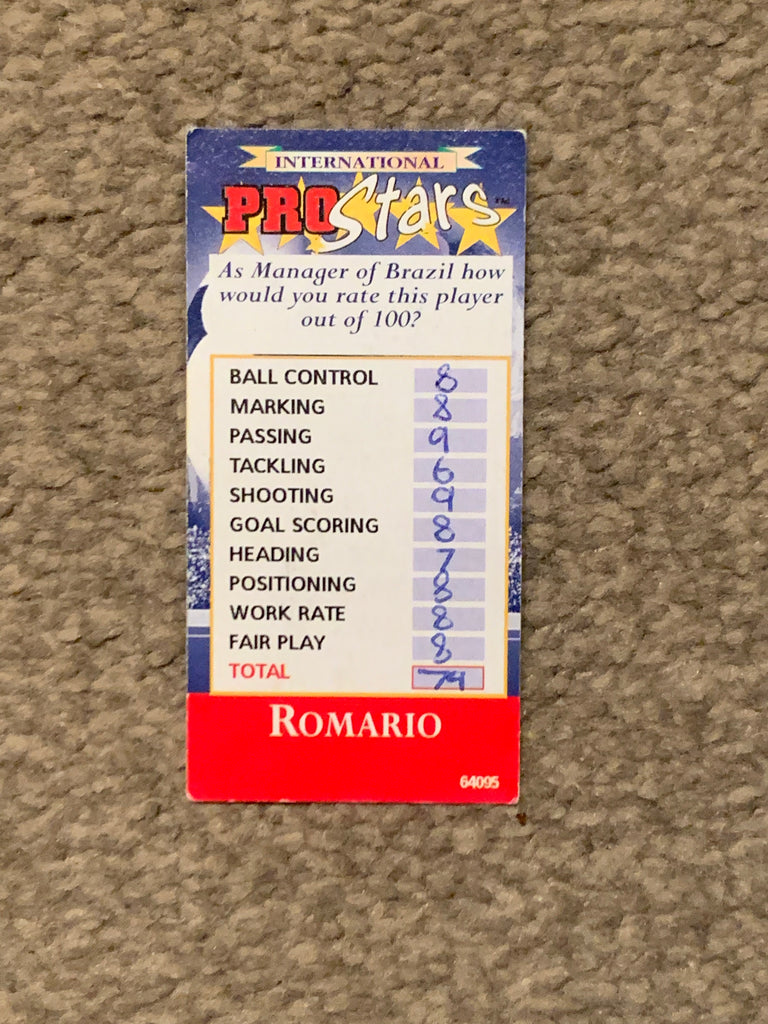 INTERNATIONAL
PRO Stars™
As Manager of Brazil how
would you rate this player
out of 100?
BALL CONTROL 8
MARKING 8
PASSING 9
TACKLING 6
SHOOTING 9
GOAL SCORING 8
HEADING 7
POSITIONING 8
WORK RATE 8
FAIR PLAY 8
TOTAL 79
ROMARIO
64095